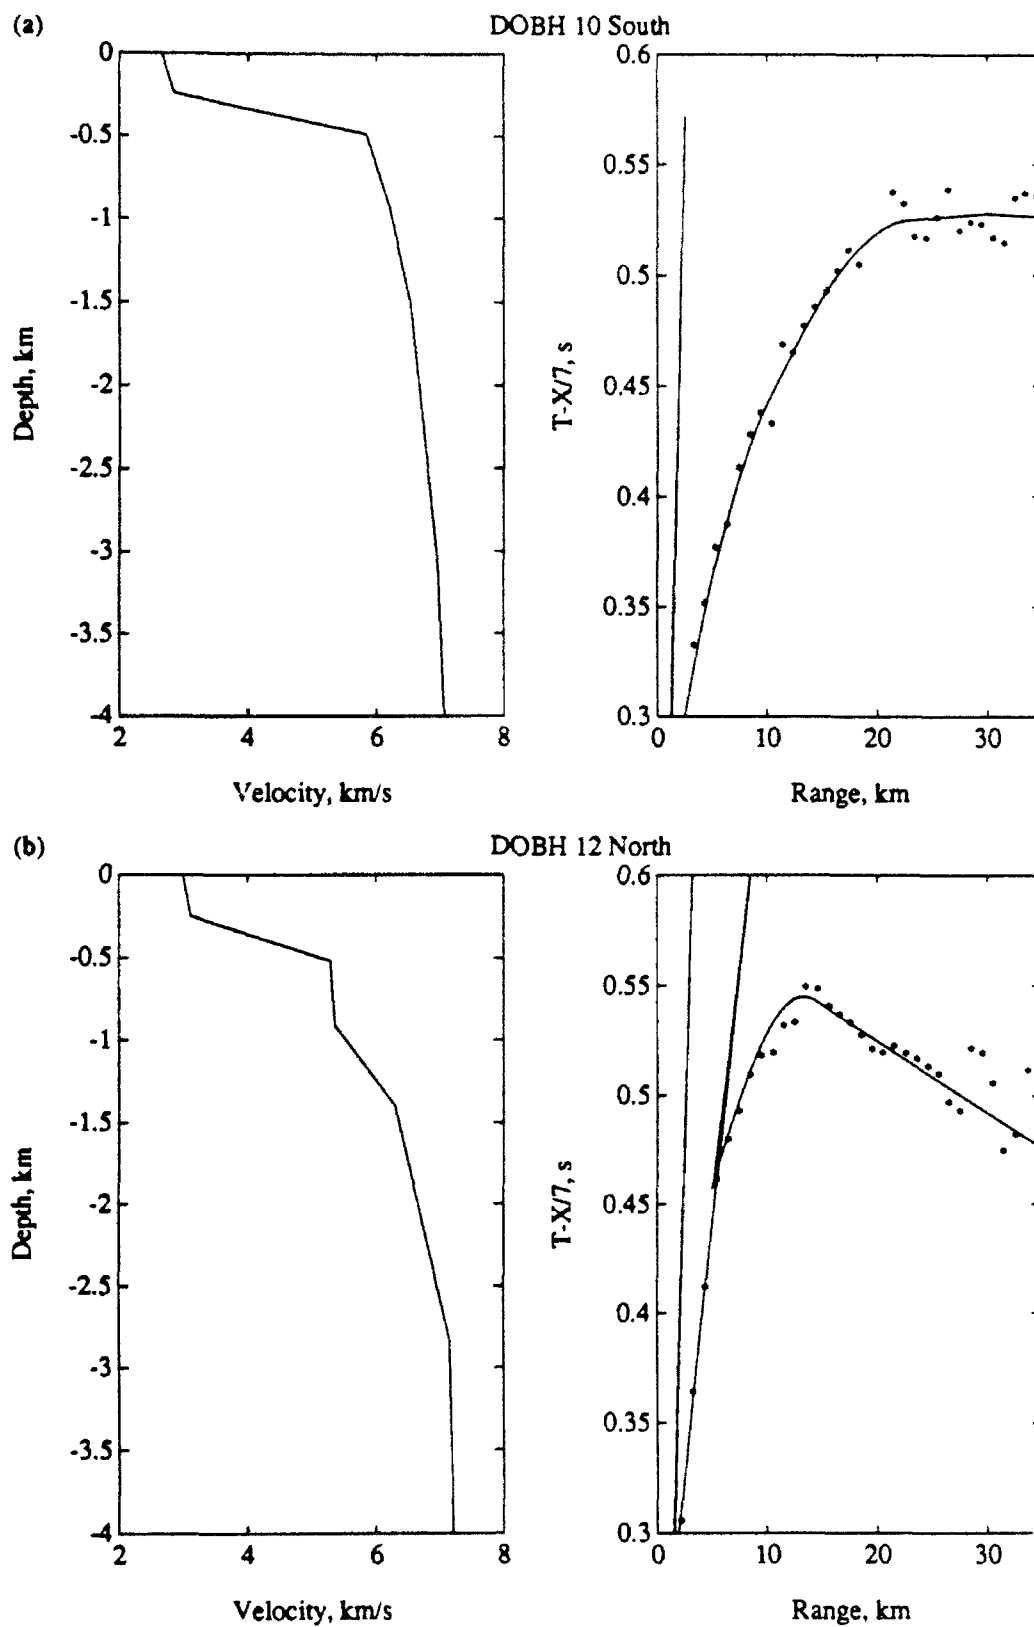 (a)
DOBH 10 South
0
-0.5
-1
-1.5
-2
-2.5
-3
-3.5
-4
Depth, km
2 4 6 8
Velocity, km/s
0.6
0.55
0.5
0.45
0.4
0.35
0.3
T-X/7, s
0 10 20 30
Range, km
(b)
DOBH 12 North
0
-0.5
-1
-1.5
-2
-2.5
-3
-3.5
-4
Depth, km
2 4 6 8
Velocity, km/s
0.6
0.55
0.5
0.45
0.4
0.35
0.3
T-X/7, s
0 10 20 30
Range, km